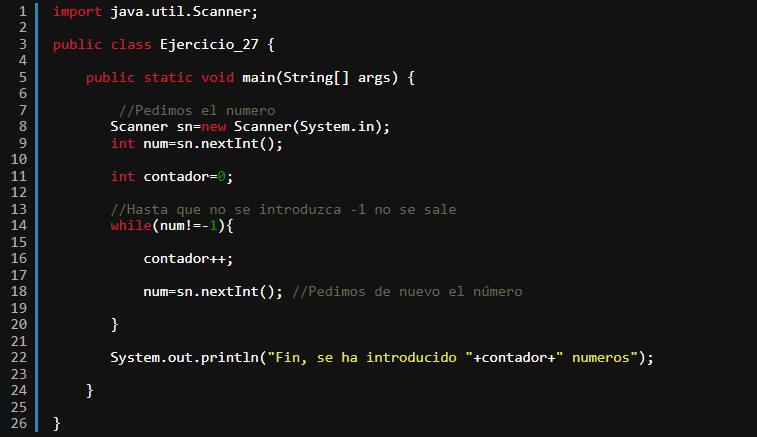 1 import java.util.Scanner;
2
3 public class Ejercicio_27 {
4
5 public static void main(String[] args) {
6
7 //Pedimos el numero
8 Scanner sn=new Scanner(System.in);
9 int num=sn.nextInt();
10
11 int contador=0;
12
13 //Hasta que no se introduzca -1 no se sale
14 while(num!=-1){
15
16 contador++;
17
18 num=sn.nextInt(); //Pedimos de nuevo el número
19
20 }
21
22 System.out.println("Fin, se ha introducido "+contador+" numeros");
23
24 }
25
26 }